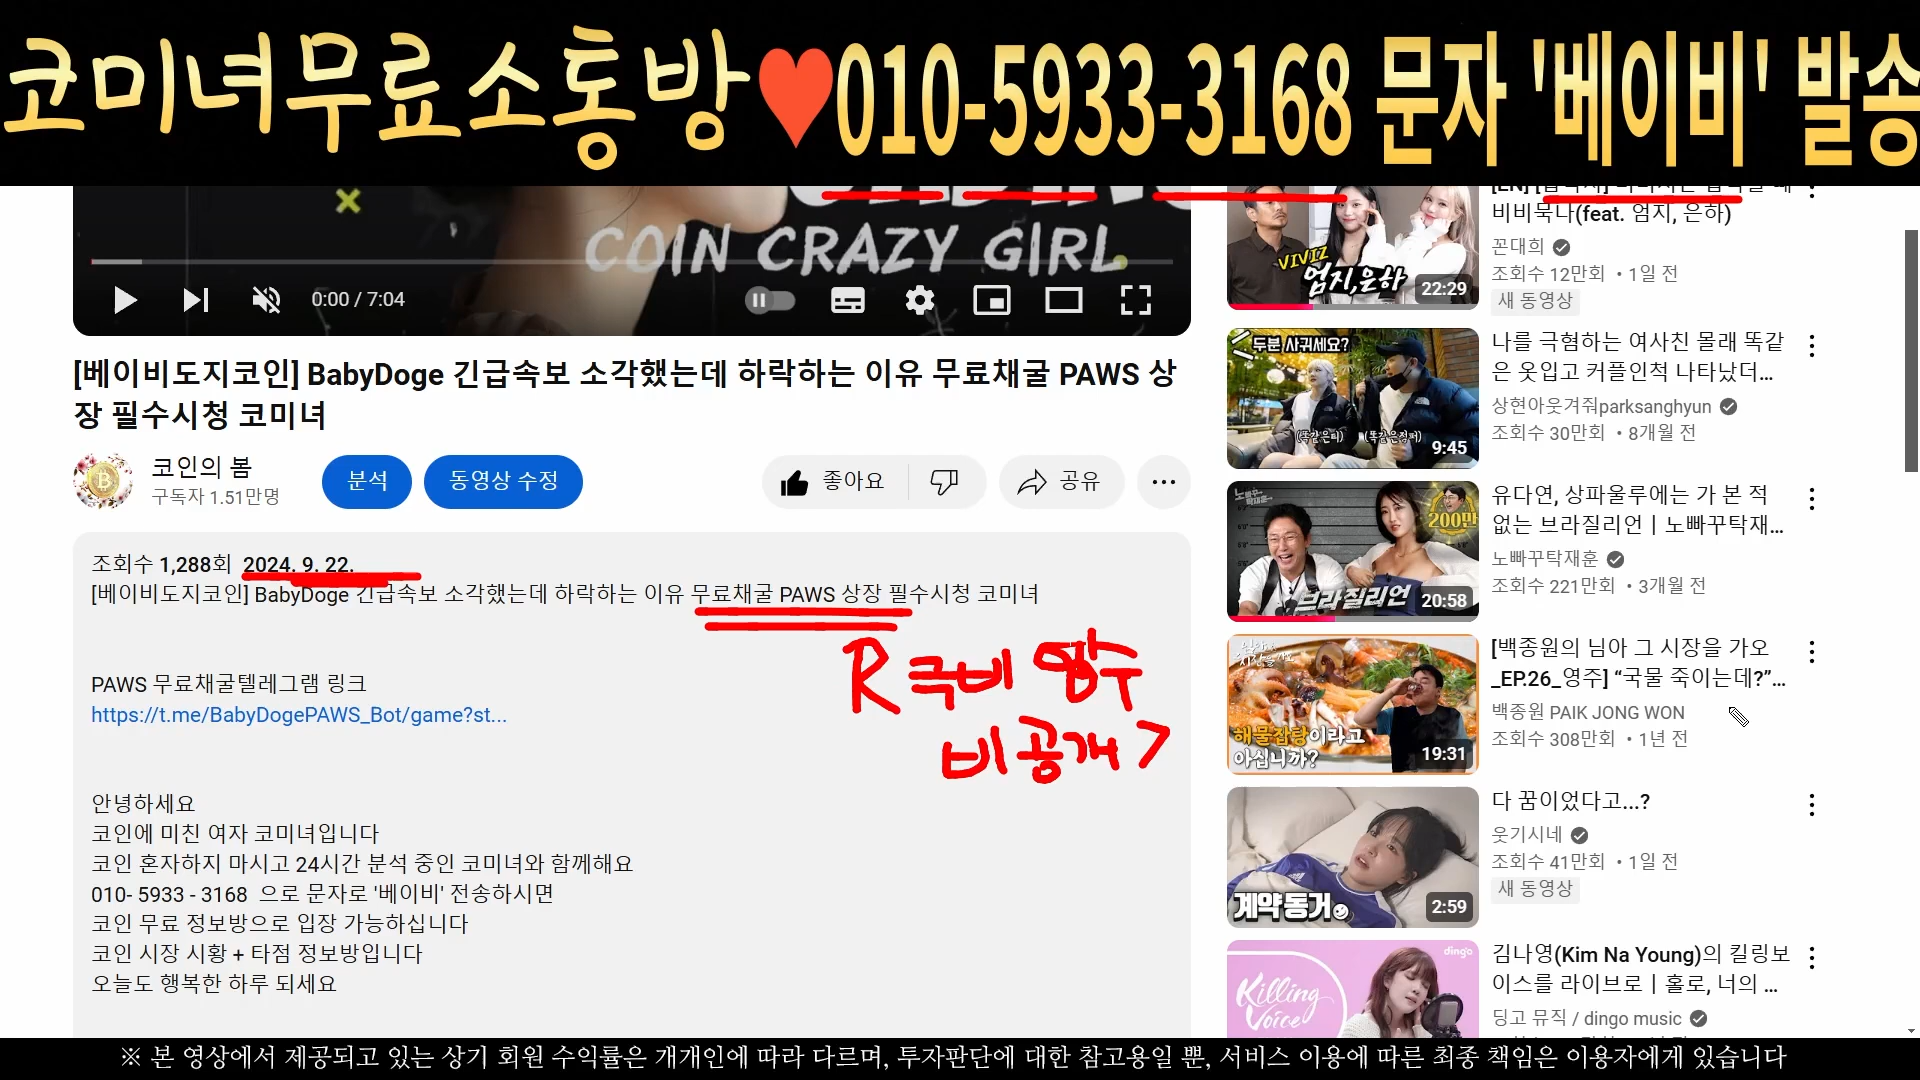 코미녀무료소통방♥010-5933-3168 문자 '베이비' 발송
COIN CRAZY GIRL
0:00 / 7:04
[베이비도지코인] BabyDoge 긴급속보 소각했는데 하락하는 이유 무료채굴 PAWS 상
장 필수시청 코미녀
코인의 봄
구독자 1.51만명
분석
동영상 수정
좋아요
공유
조회수 1,288회 2024. 9. 22.
[베이비도지코인] BabyDoge 긴급속보 소각했는데 하락하는 이유 무료채굴 PAWS 상장 필수시청 코미녀
PAWS 무료채굴텔레그램 링크
https://t.me/BabyDogePAWS_Bot/game?st...
비공개 7
안녕하세요
코인에 미친 여자 코미녀입니다
코인 혼자하지 마시고 24시간 분석 중인 코미녀와 함께해요
010- 5933 - 3168 으로 문자로 '베이비' 전송하시면
코인 무료 정보방으로 입장 가능하십니다
코인 시장 시황 + 타점 정보방입니다
오늘도 행복한 하루 되세요
비비묵나(feat. 엄지, 은하)
꼰대희
조회수 12만회 • 1일 전
새 동영상
VIVIZ
엄지,은하
22:29
두분 사귀세요?
(똑같은티)
(똑같은점퍼)
9:45
나를 극혐하는 여사친 몰래 똑같
은 옷입고 커플인척 나타났더...
상현아웃겨줘parksanghyun
조회수 30만회 • 8개월 전
노빠꾸탁재훈
200만
브라질리언
20:58
유다연, 상파울루에는 가 본 적
없는 브라질리언 | 노빠꾸탁재...
노빠꾸탁재훈
조회수 221만회 • 3개월 전
해물잡탕이라고
아십니까?
19:31
[백종원의 님아 그 시장을 가오
_EP.26_영주] “국물 죽이는데?”...
백종원 PAIK JONG WON
조회수 308만회 • 1년 전
계약동거
2:59
다 꿈이었다고...?
웃기시네
조회수 41만회 • 1일 전
새 동영상
dingo
Killing
Voice
김나영(Kim Na Young)의 킬링보
이스를 라이브로 | 홀로, 너의 ...
딩고 뮤직 / dingo music
※ 본 영상에서 제공되고 있는 상기 회원 수익률은 개개인에 따라 다르며, 투자판단에 대한 참고용일 뿐, 서비스 이용에 따른 최종 책임은 이용자에게 있습니다